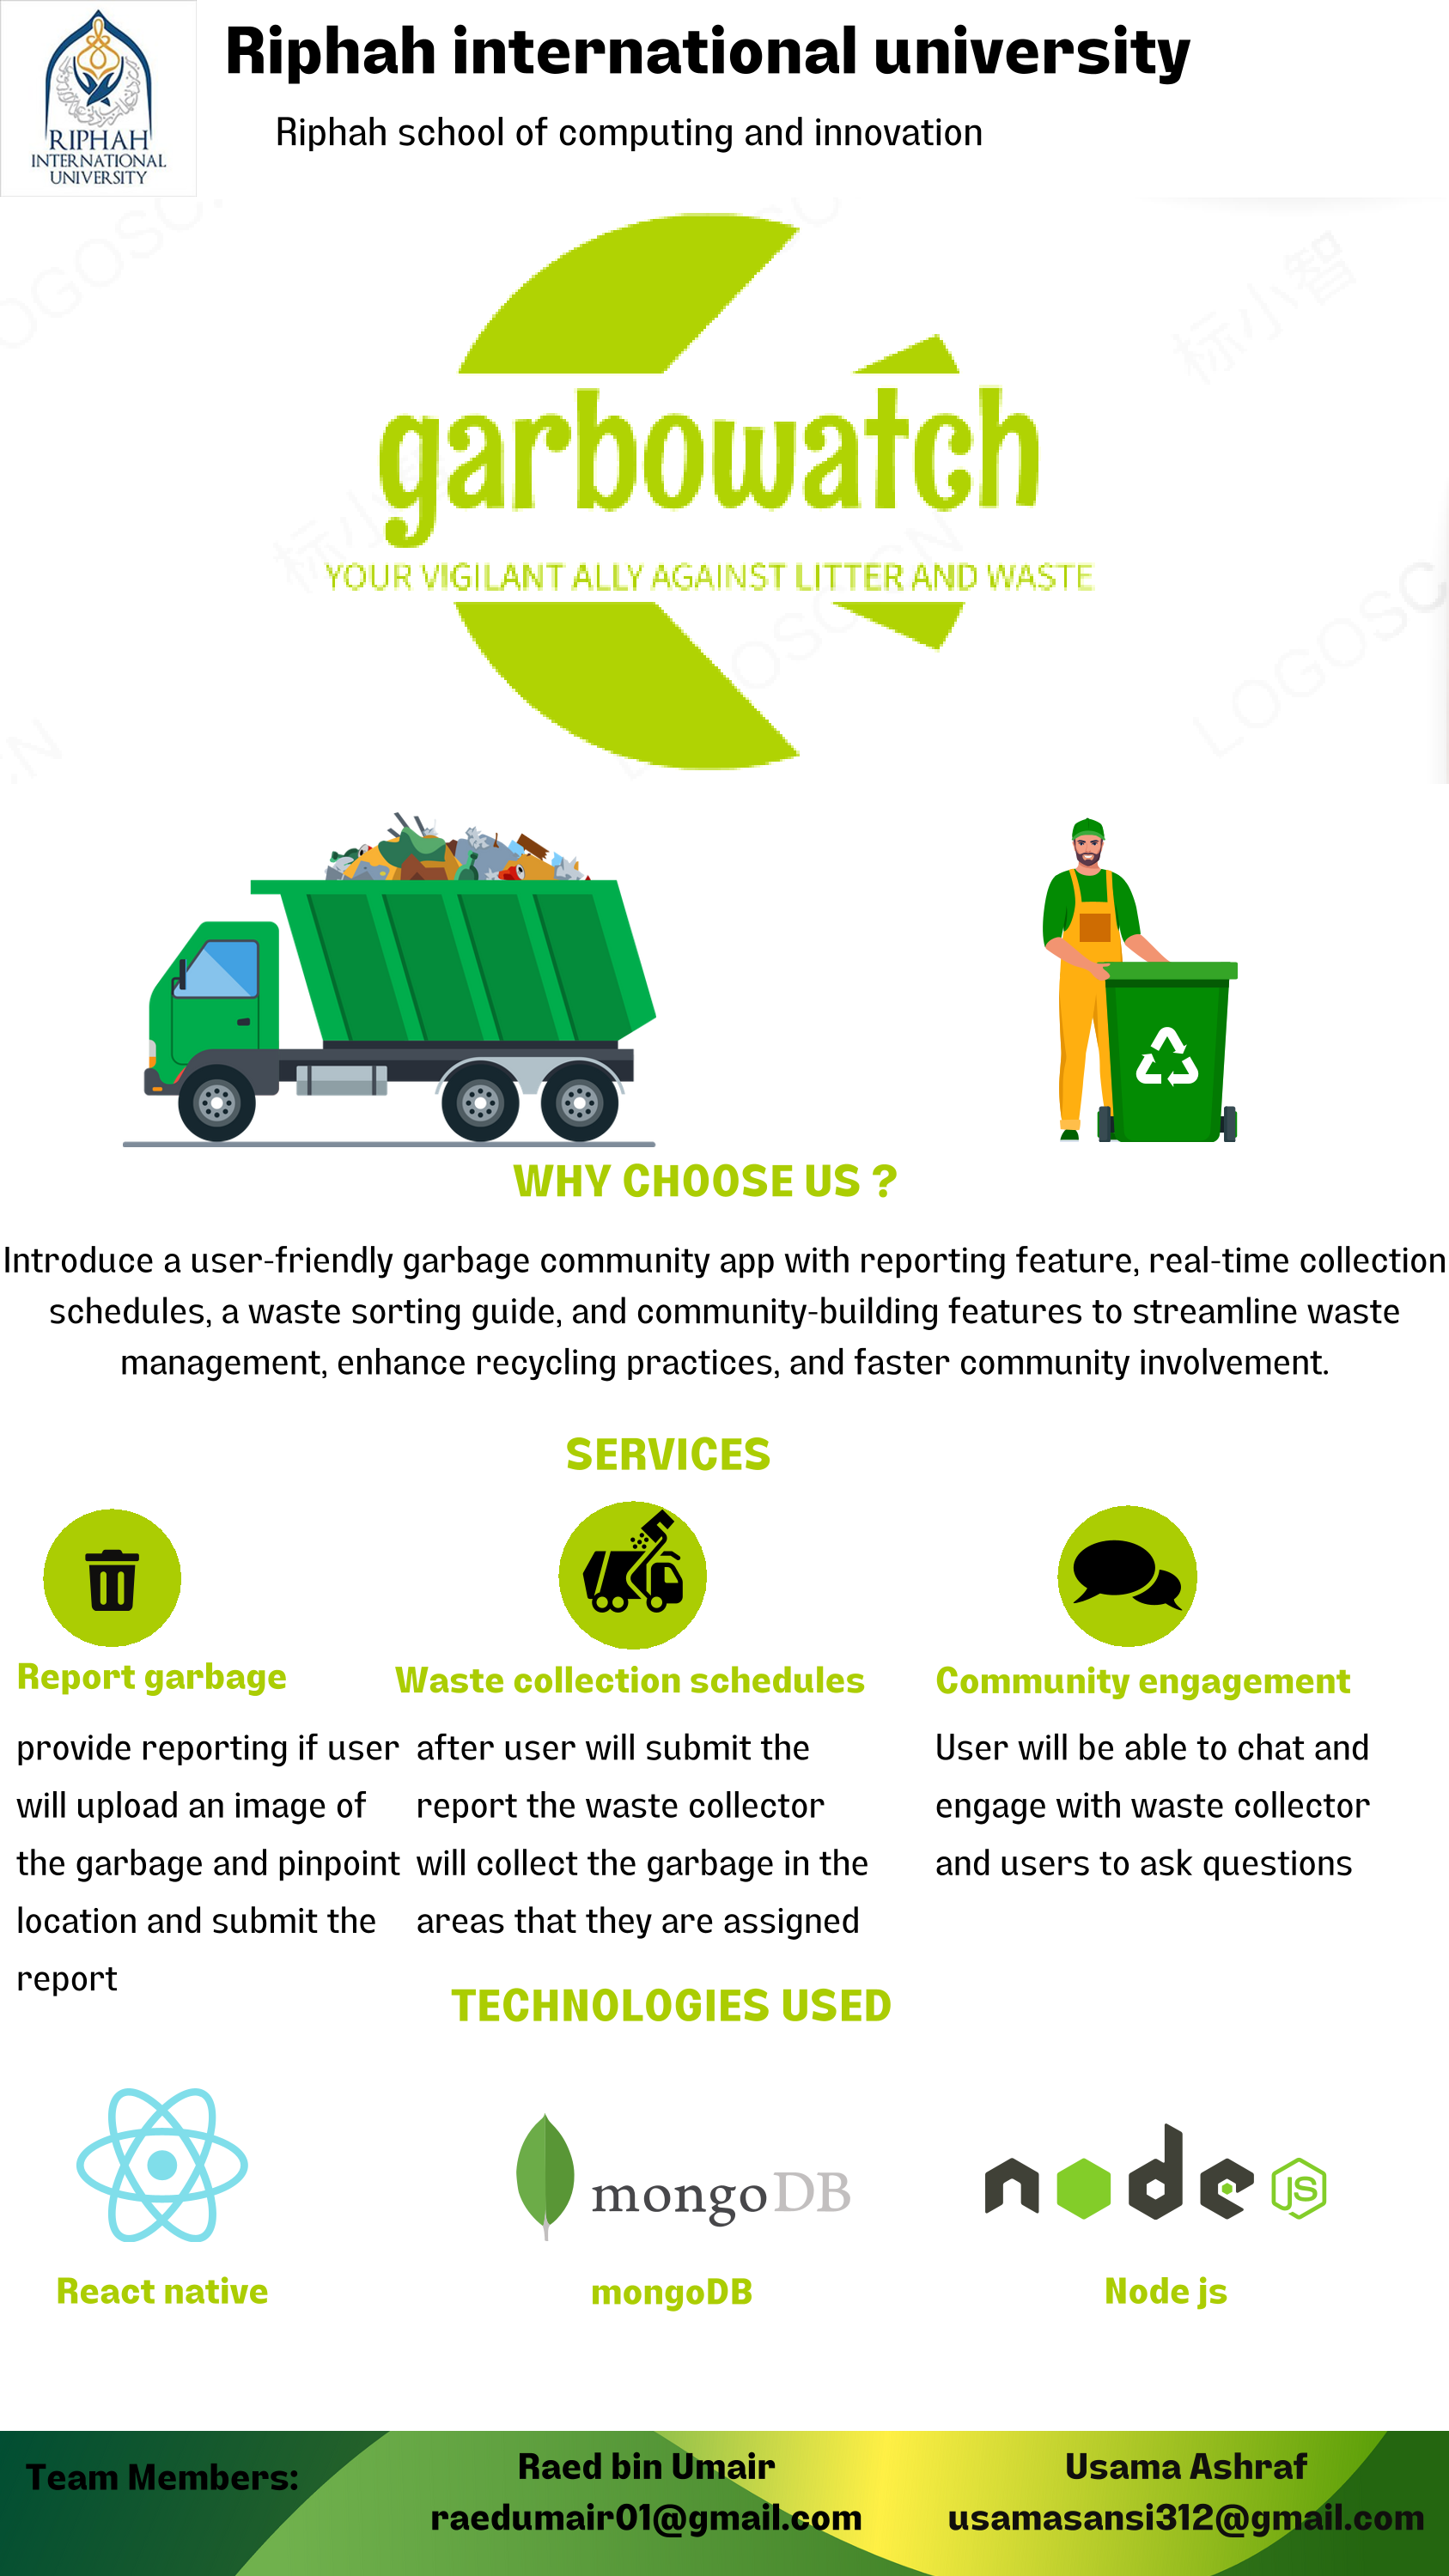 RIPHAH
INTERNATIONAL
UNIVERSITY
Riphah international university
Riphah school of computing and innovation
LOGOSC.
标小智
garbowatch
YOUR VIGILANT ALLY AGAINST LITTER AND WASTE
LOGOSC
WHY CHOOSE US ?
Introduce a user-friendly garbage community app with reporting feature, real-time collection
schedules, a waste sorting guide, and community-building features to streamline waste
management, enhance recycling practices, and faster community involvement.
SERVICES
Report garbage
provide reporting if user
will upload an image of
the garbage and pinpoint
location and submit the
report
Waste collection schedules
after user will submit the
report the waste collector
will collect the garbage in the
areas that they are assigned
Community engagement
User will be able to chat and
engage with waste collector
and users to ask questions
TECHNOLOGIES USED
mongoDB
node JS
React native
mongoDB
Node js
Team Members:
Raed bin Umair
raedumair01@gmail.com
Usama Ashraf
usamasansi312@gmail.com